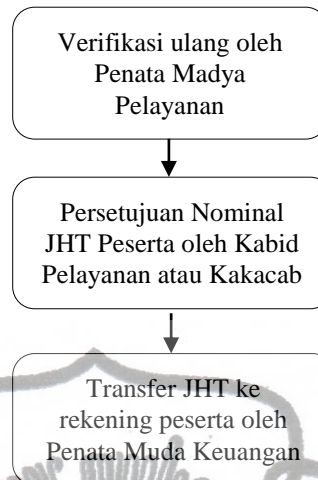 Verifikasi ulang oleh
Penata Madya
Pelayanan
Persetujuan Nominal
JHT Peserta oleh Kabid
Pelayanan atau Kakacab
Transfer JHT ke
rekening peserta oleh
Penata Muda Keuangan